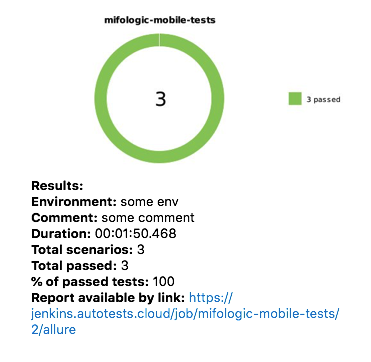 mifologic-mobile-tests
3
3 passed
Results:
Environment: some env
Comment: some comment
Duration: 00:01:50.468
Total scenarios: 3
Total passed: 3
% of passed tests: 100
Report available by link: https://
jenkins.autotests.cloud/job/mifologic-mobile-tests/
2/allure